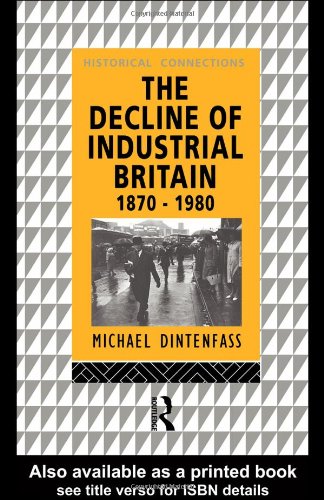 HISTORICAL CONNECTIONS
THE
DECLINE OF
INDUSTRIAL
BRITAIN
1870 - 1980
MICHAEL DINTENFASS
ROUTLEDGE
Also available as a printed book
see title verso for ISBN details